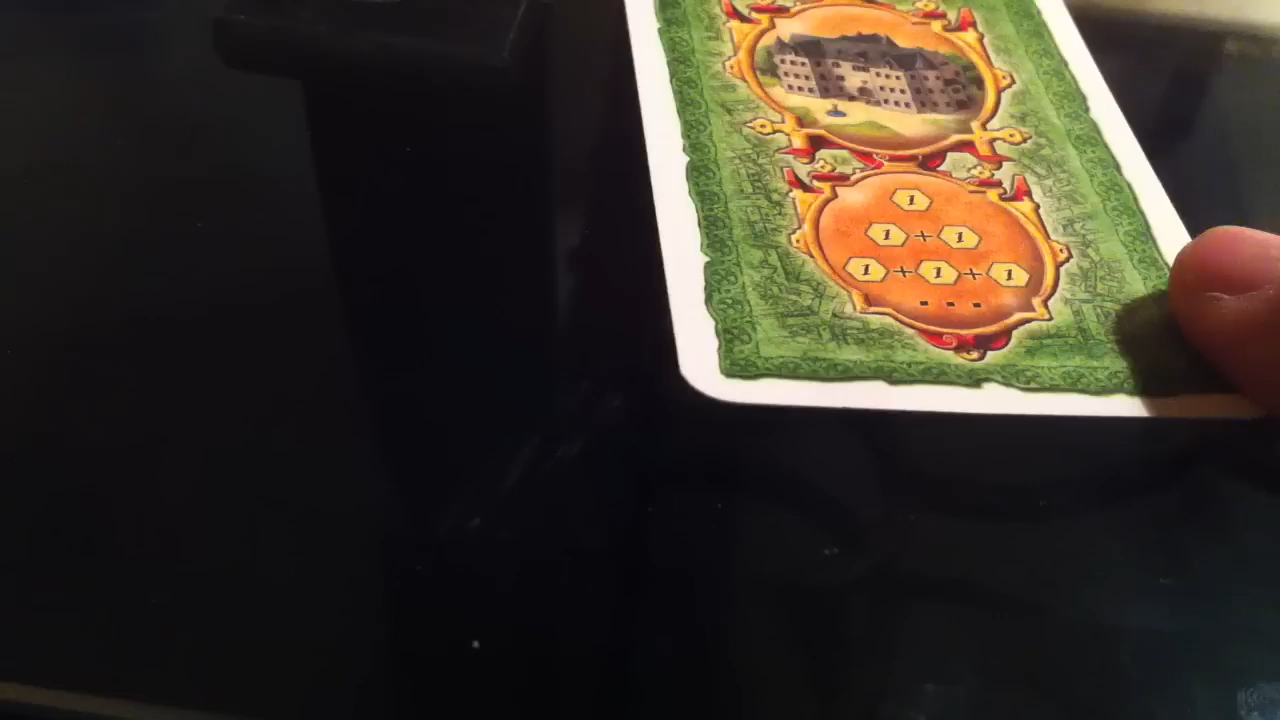 1
1 + 1
1 + 1 + 1
...